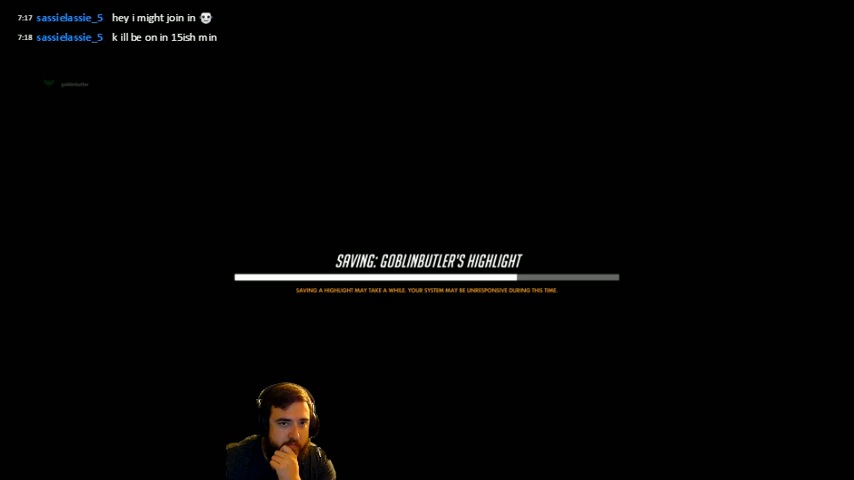 7:17 sassielassie_5 hey i might join in 💀
7:18 sassielassie_5 k ill be on in 15ish min
goblinbutler
SAVING: GOBLINBUTLER'S HIGHLIGHT
SAVING A HIGHLIGHT MAY TAKE A WHILE. YOUR SYSTEM MAY BE UNRESPONSIVE DURING THIS TIME.